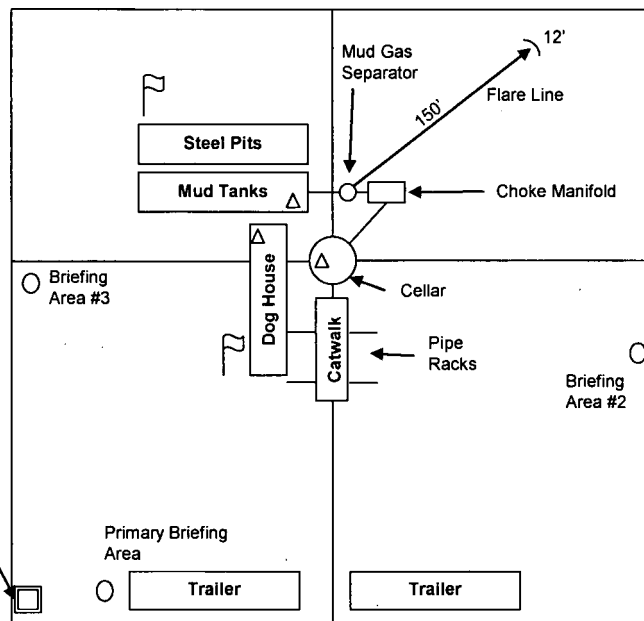 12'
Mud Gas
Separator
150'
Flare Line
Steel Pits
Mud Tanks
Choke Manifold
Briefing
Area #3
Dog House
Cellar
Catwalk
Pipe
Racks
Briefing
Area #2
Primary Briefing
Area
Trailer
Trailer